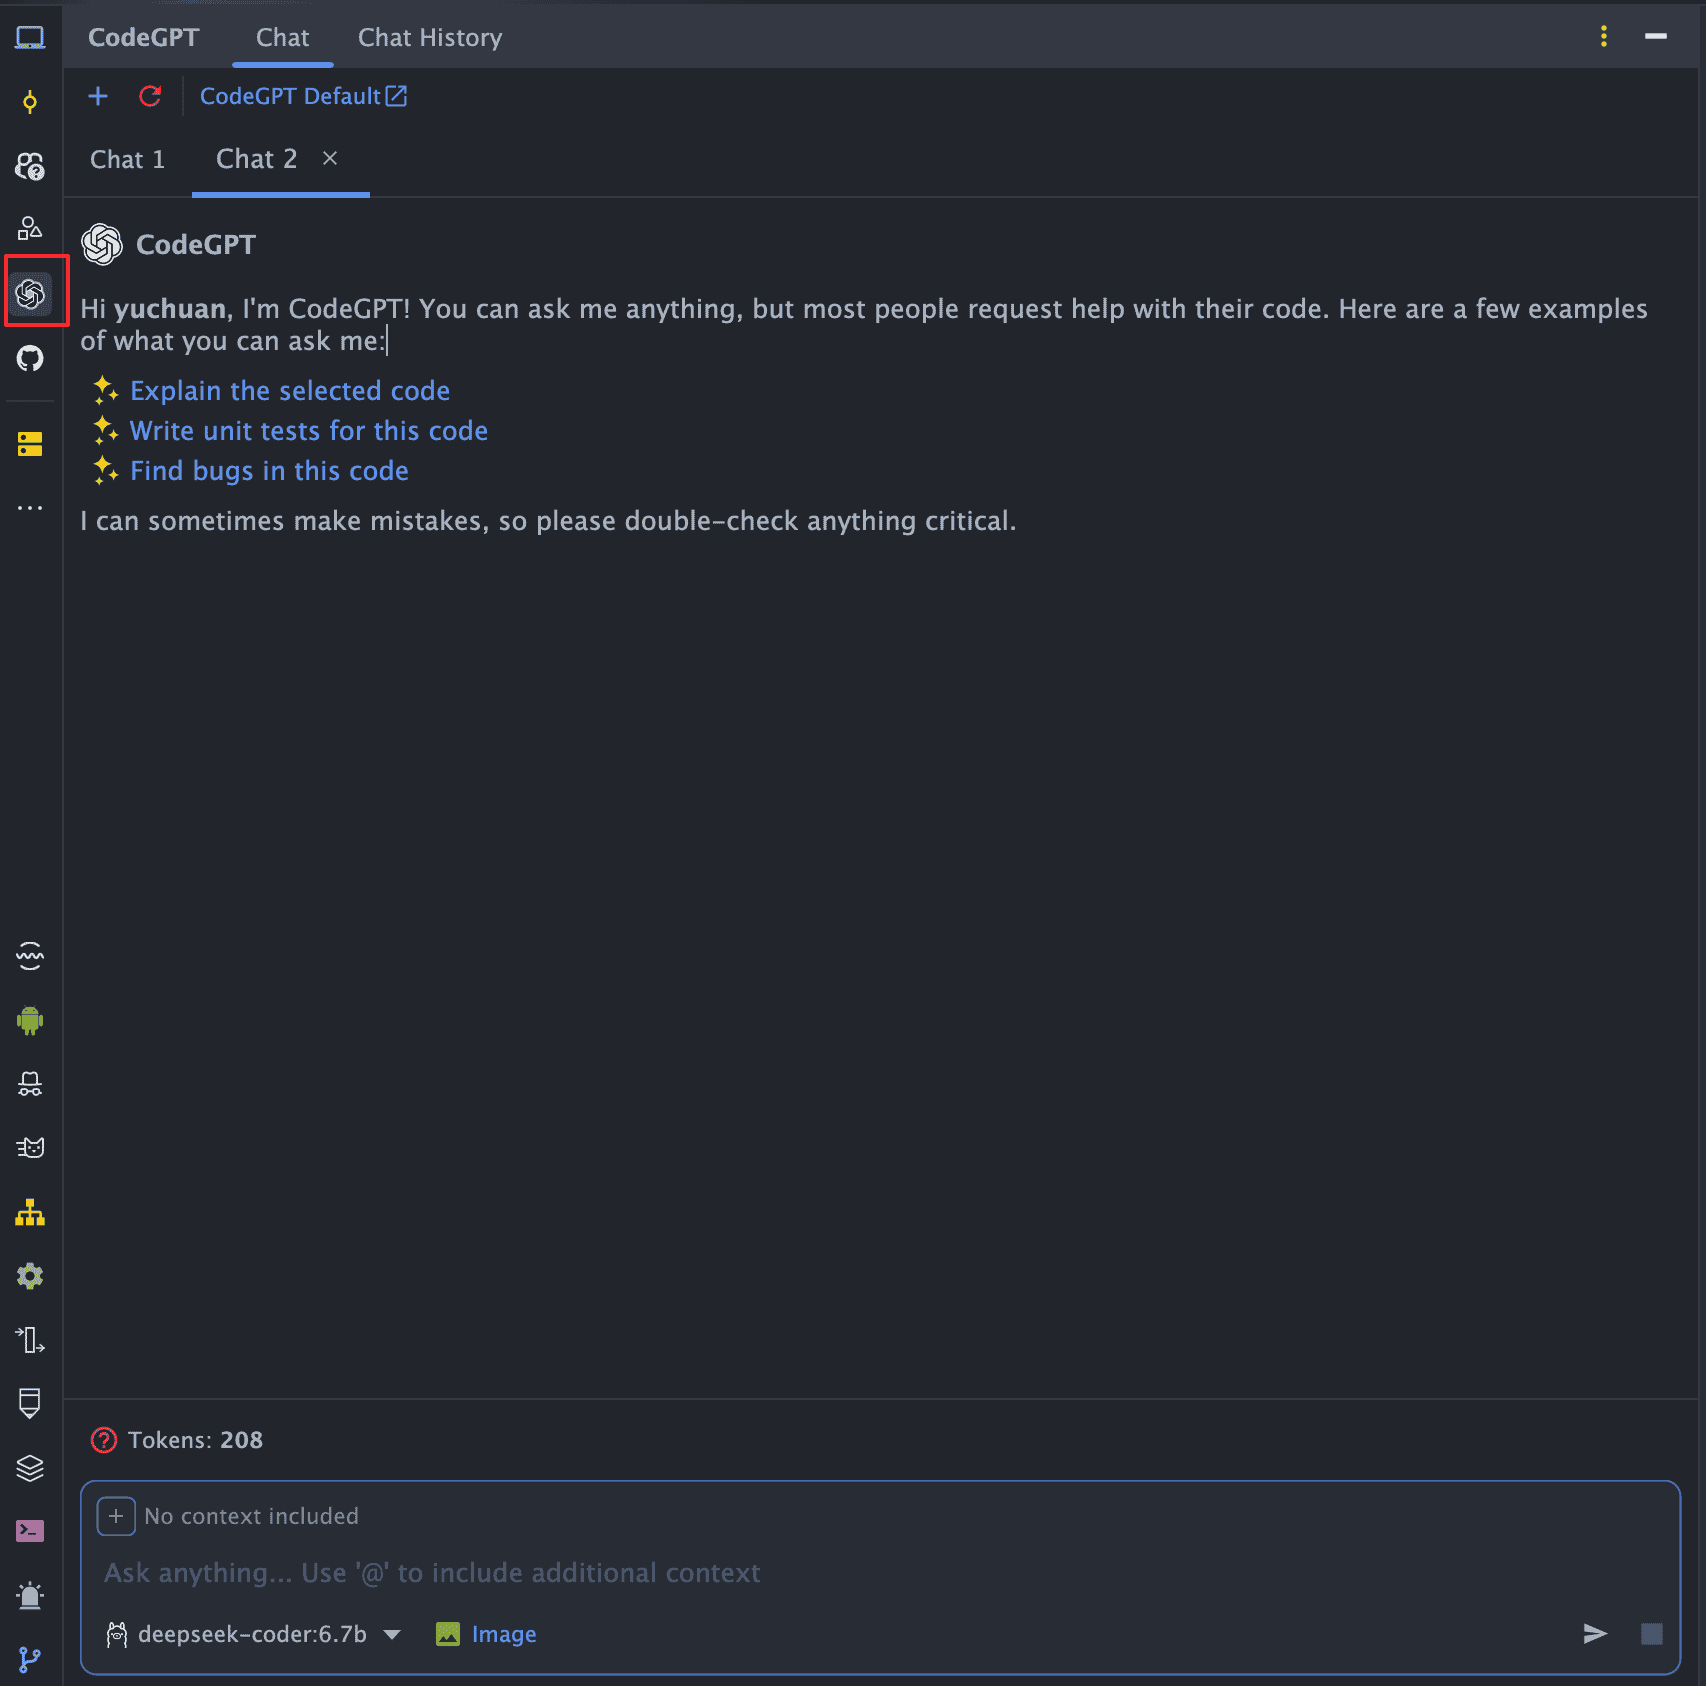 CodeGPT Chat Chat History
CodeGPT Default
Chat 1 Chat 2
CodeGPT
Hi yuchuan, I'm CodeGPT! You can ask me anything, but most people request help with their code. Here are a few examples
of what you can ask me:
Explain the selected code
Write unit tests for this code
Find bugs in this code
I can sometimes make mistakes, so please double-check anything critical.
Tokens: 208
No context included
Ask anything... Use '@' to include additional context
deepseek-coder:6.7b Image